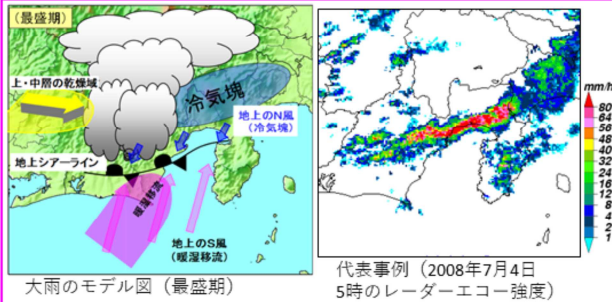 (最盛期)
上・中層の乾燥域
冷気塊
地上のN風
(冷気塊)
地上シアーライン
暖湿移流
地上のS風
(暖湿移流)
大雨のモデル図(最盛期)
mm/h
80
64
56
48
40
32
24
16
12
8
4
2
1
代表事例(2008年7月4日
5時のレーダーエコー強度)